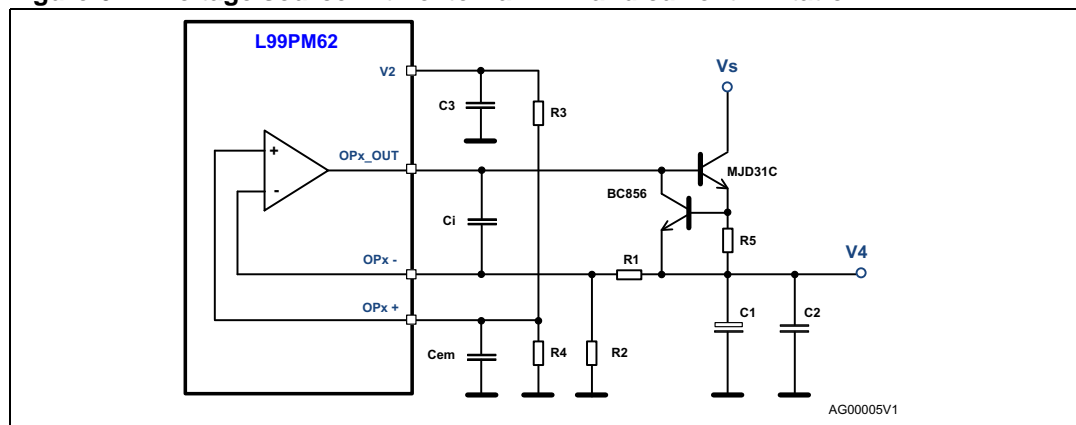 L99PM62
V2
Vs
C3
R3
OPx_OUT
MJD31C
BC856
+
-
Ci
R5
V4
OPx -
R1
OPx +
C1
C2
Cem
R4
R2
AG00005V1